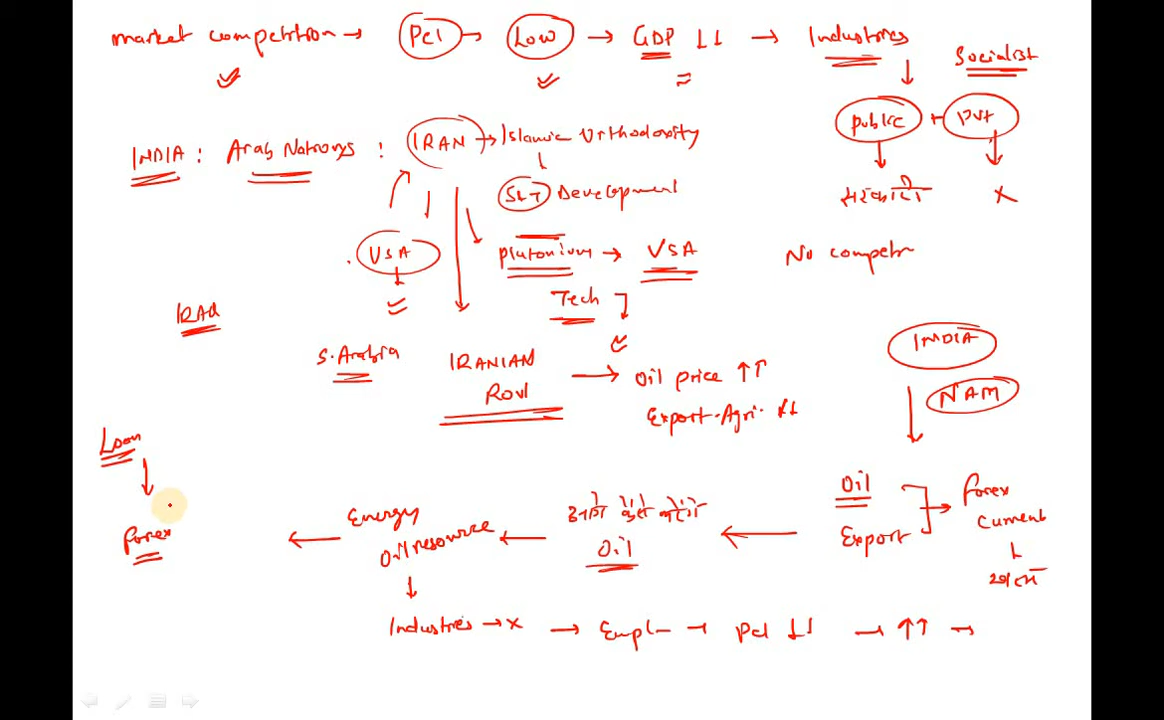 market competition → PCI → Low → GDP ↓↓ → Industries
Socialist
public + pvt
INDIA : Arab Nations : IRAN → Islamic Orthodoxity
S&T Development
x
USA
plutonium → USA
No competn
Tech
IRAQ
INDIA
S. Arabia
IRANIAN
Rovl
→ Oil price ↑↑
Export - Agri. ↓↓
NAM
Loan
Forex
Energy
Oil resource
Oil
Oil
Export
Forex
Current
Industries → x → Empl → PCI ↓↓ → ↑↑ →